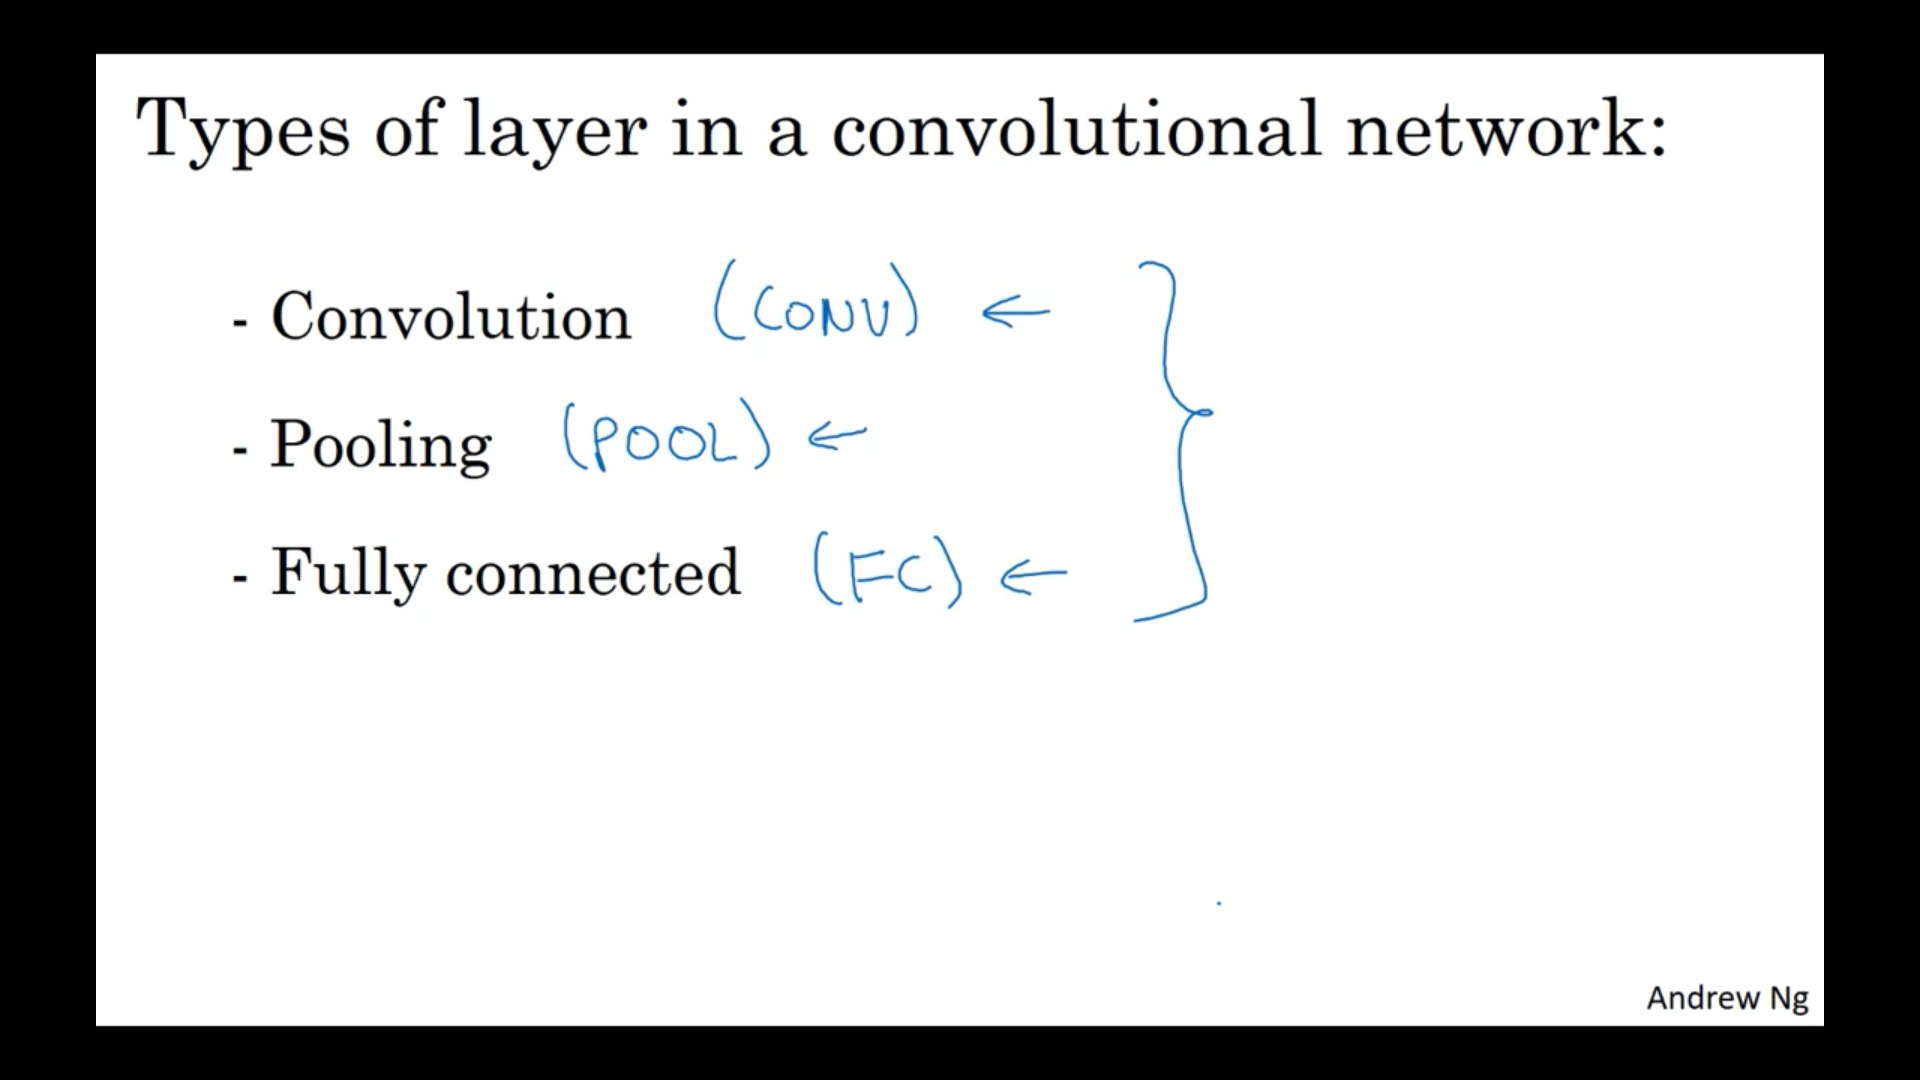 Types of layer in a convolutional network:
- Convolution (CONV) ←
- Pooling (POOL) ←
- Fully connected (FC) ←
Andrew Ng